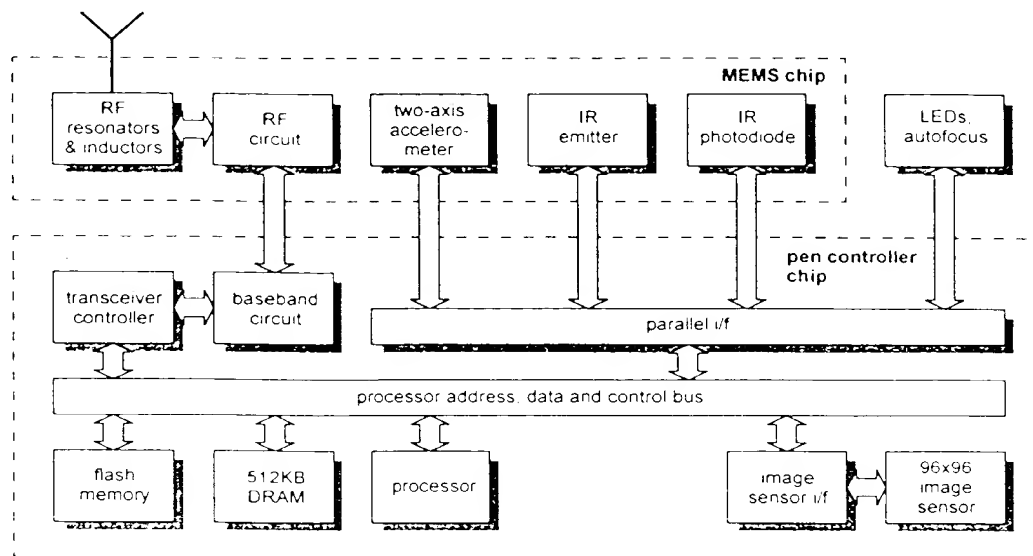 MEMS chip
RF
resonators
& inductors
RF
circuit
two-axis
accelero-
meter
IR
emitter
IR
photodiode
LEDs,
autofocus
pen controller
chip
transceiver
controller
baseband
circuit
parallel i/f
processor address, data and control bus
flash
memory
512KB
DRAM
processor
image
sensor i/f
96x96
image
sensor